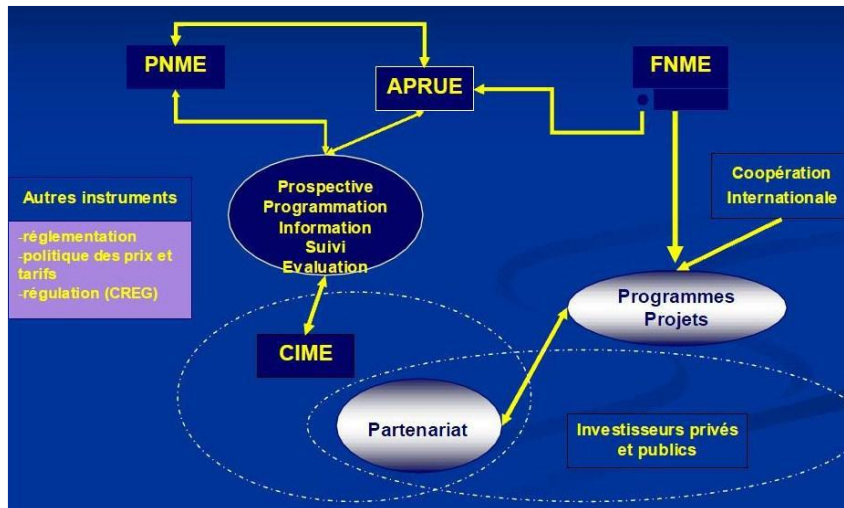 PNME
APRUE
FNME
Coopération
Internationale
Autres instruments
-réglementation
-politique des prix et
tarifs
-régulation (CREG)
Prospective
Programmation
Information
Suivi
Evaluation
Programmes
Projets
CIME
Partenariat
Investisseurs privés
et publics